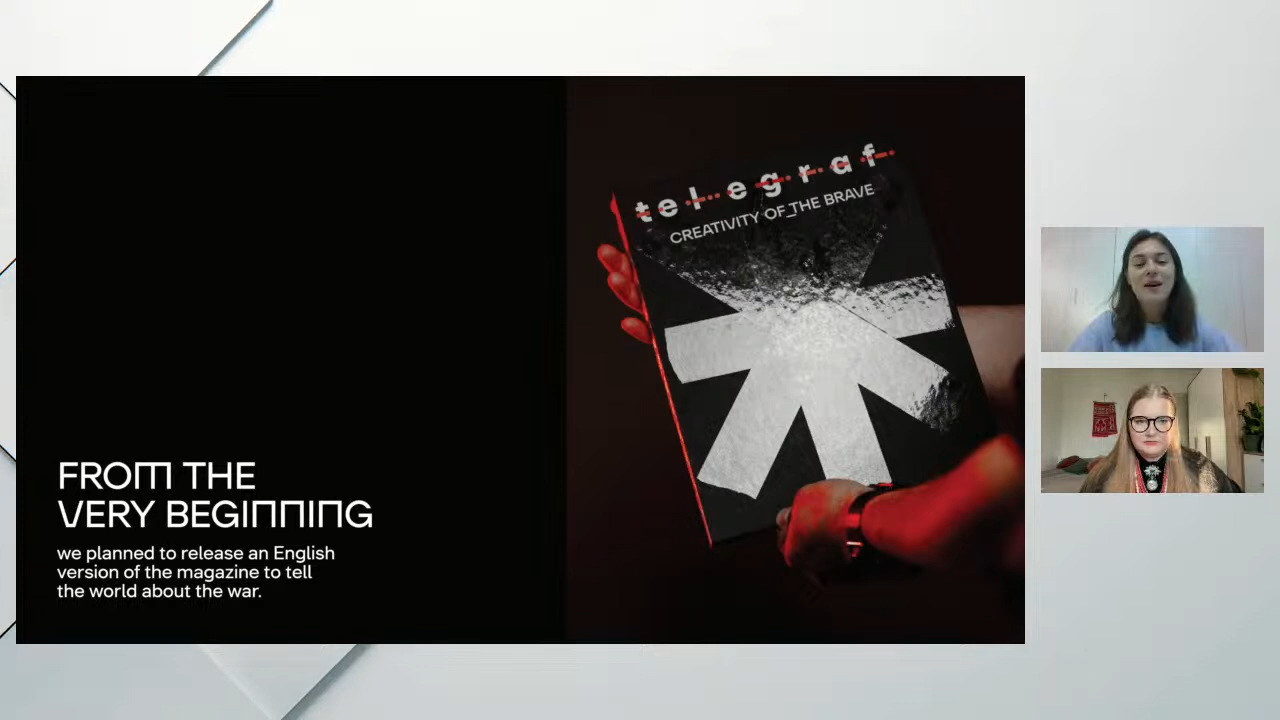 telegraf
CREATIVITY OF_THE BRAVE
FROM THE
VERY BEGINNING
we planned to release an English
version of the magazine to tell
the world about the war.